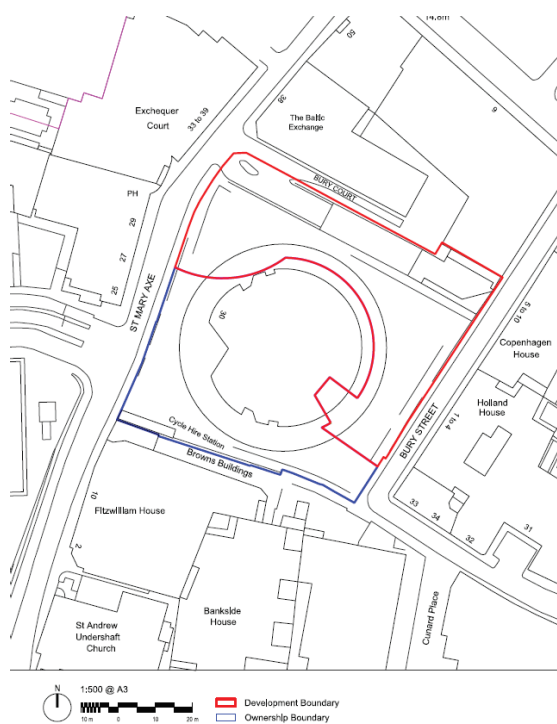 14.8m
50
Exchequer
Court
33 to 39
38
The Baltic
Exchange
9
PH
BURY COURT
29
27
25
ST MARY AXE
30
5 to 10
Copenhagen
House
Holland
House
1 to 4
BURY STREET
Cycle Hire Station
Browns Buildings
10
Fitzwilliam House
2
33
34
32
31
St Andrew
Undershaft
Church
Bankside
House
Cunard Place
N
1:500 @ A3
10 m
0
10
20 m
Development Boundary
Ownership Boundary